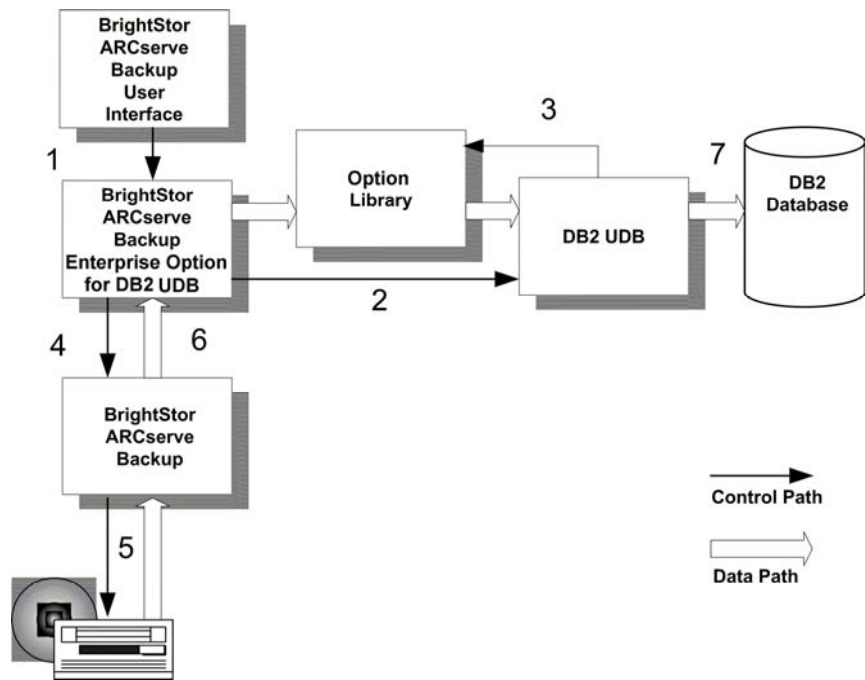 BrightStor
ARCserve
Backup
User
Interface
1
BrightStor
ARCserve
Backup
Enterprise Option
for DB2 UDB
Option
Library
3
DB2 UDB
7
DB2
Database
2
4
6
BrightStor
ARCserve
Backup
5
Control Path
Data Path